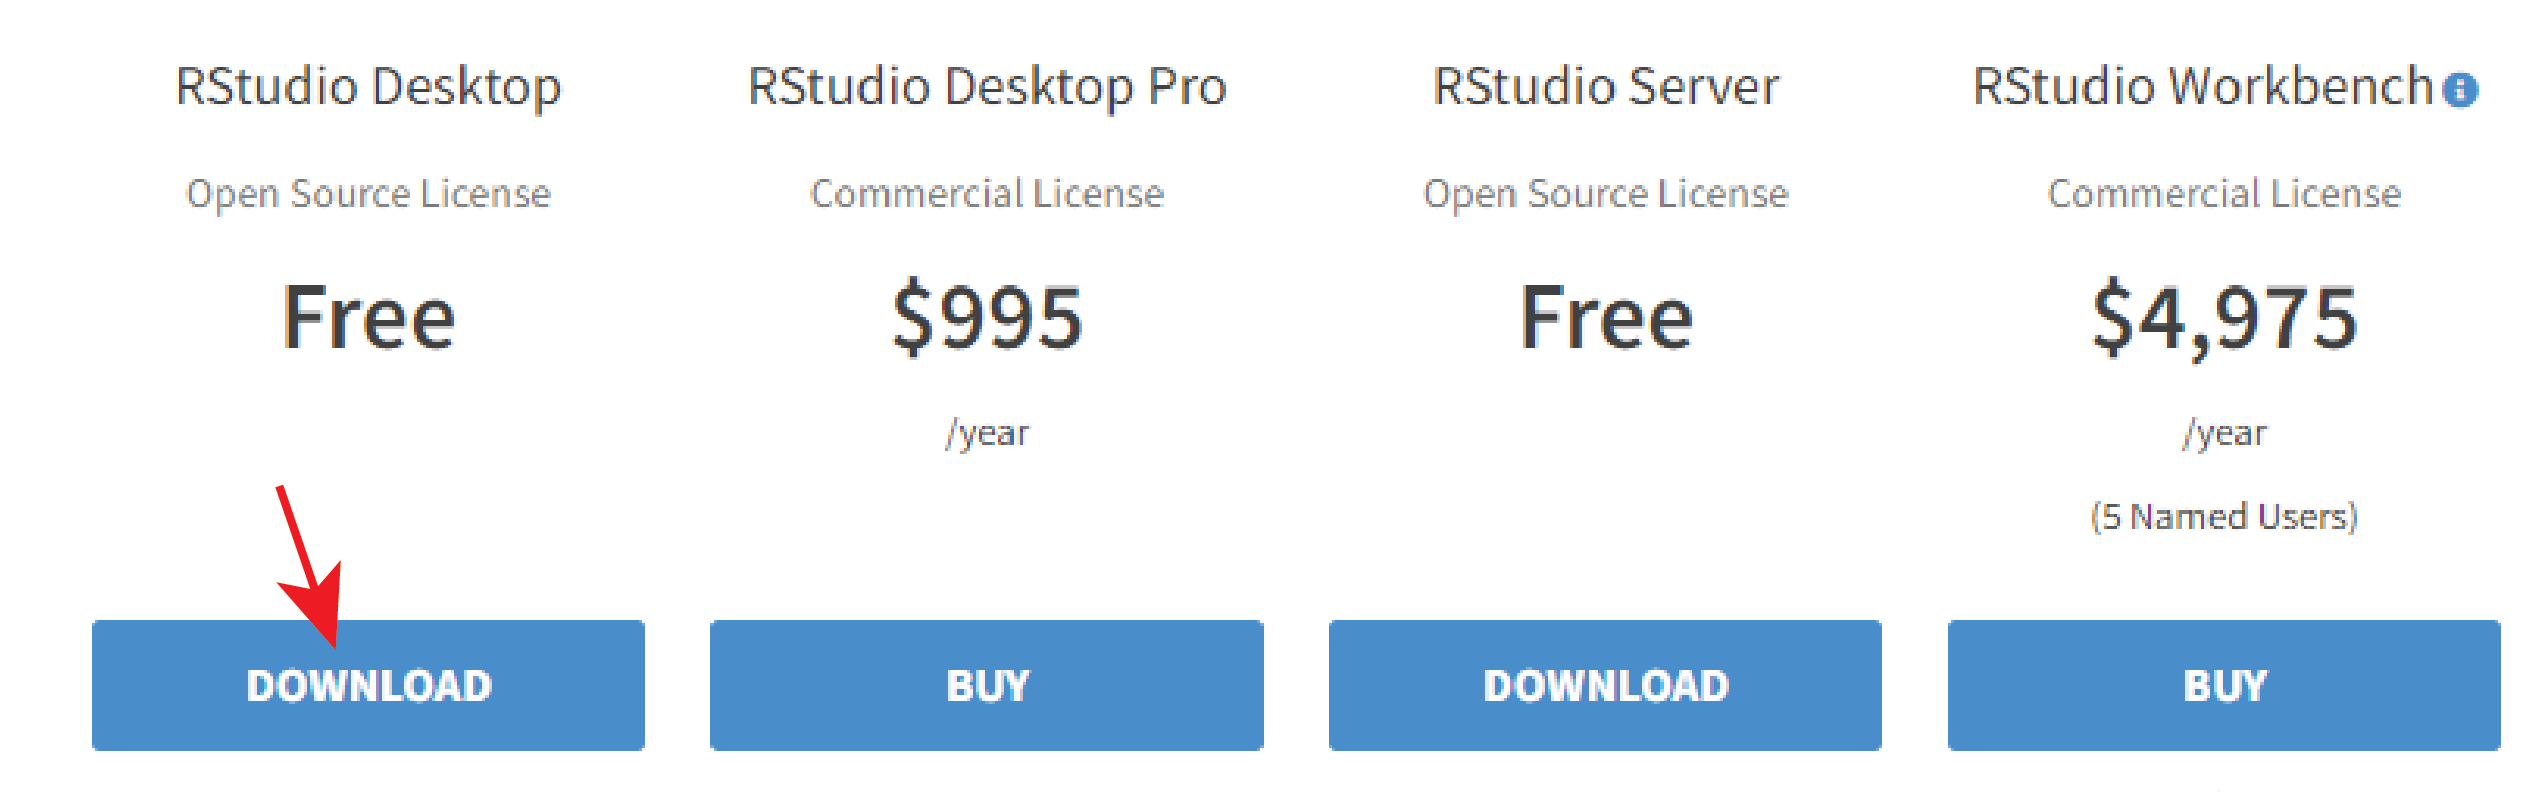 RStudio Desktop
Open Source License
Free
DOWNLOAD
RStudio Desktop Pro
Commercial License
$995
/year
BUY
RStudio Server
Open Source License
Free
DOWNLOAD
RStudio Workbench
Commercial License
$4,975
/year
(5 Named Users)
BUY